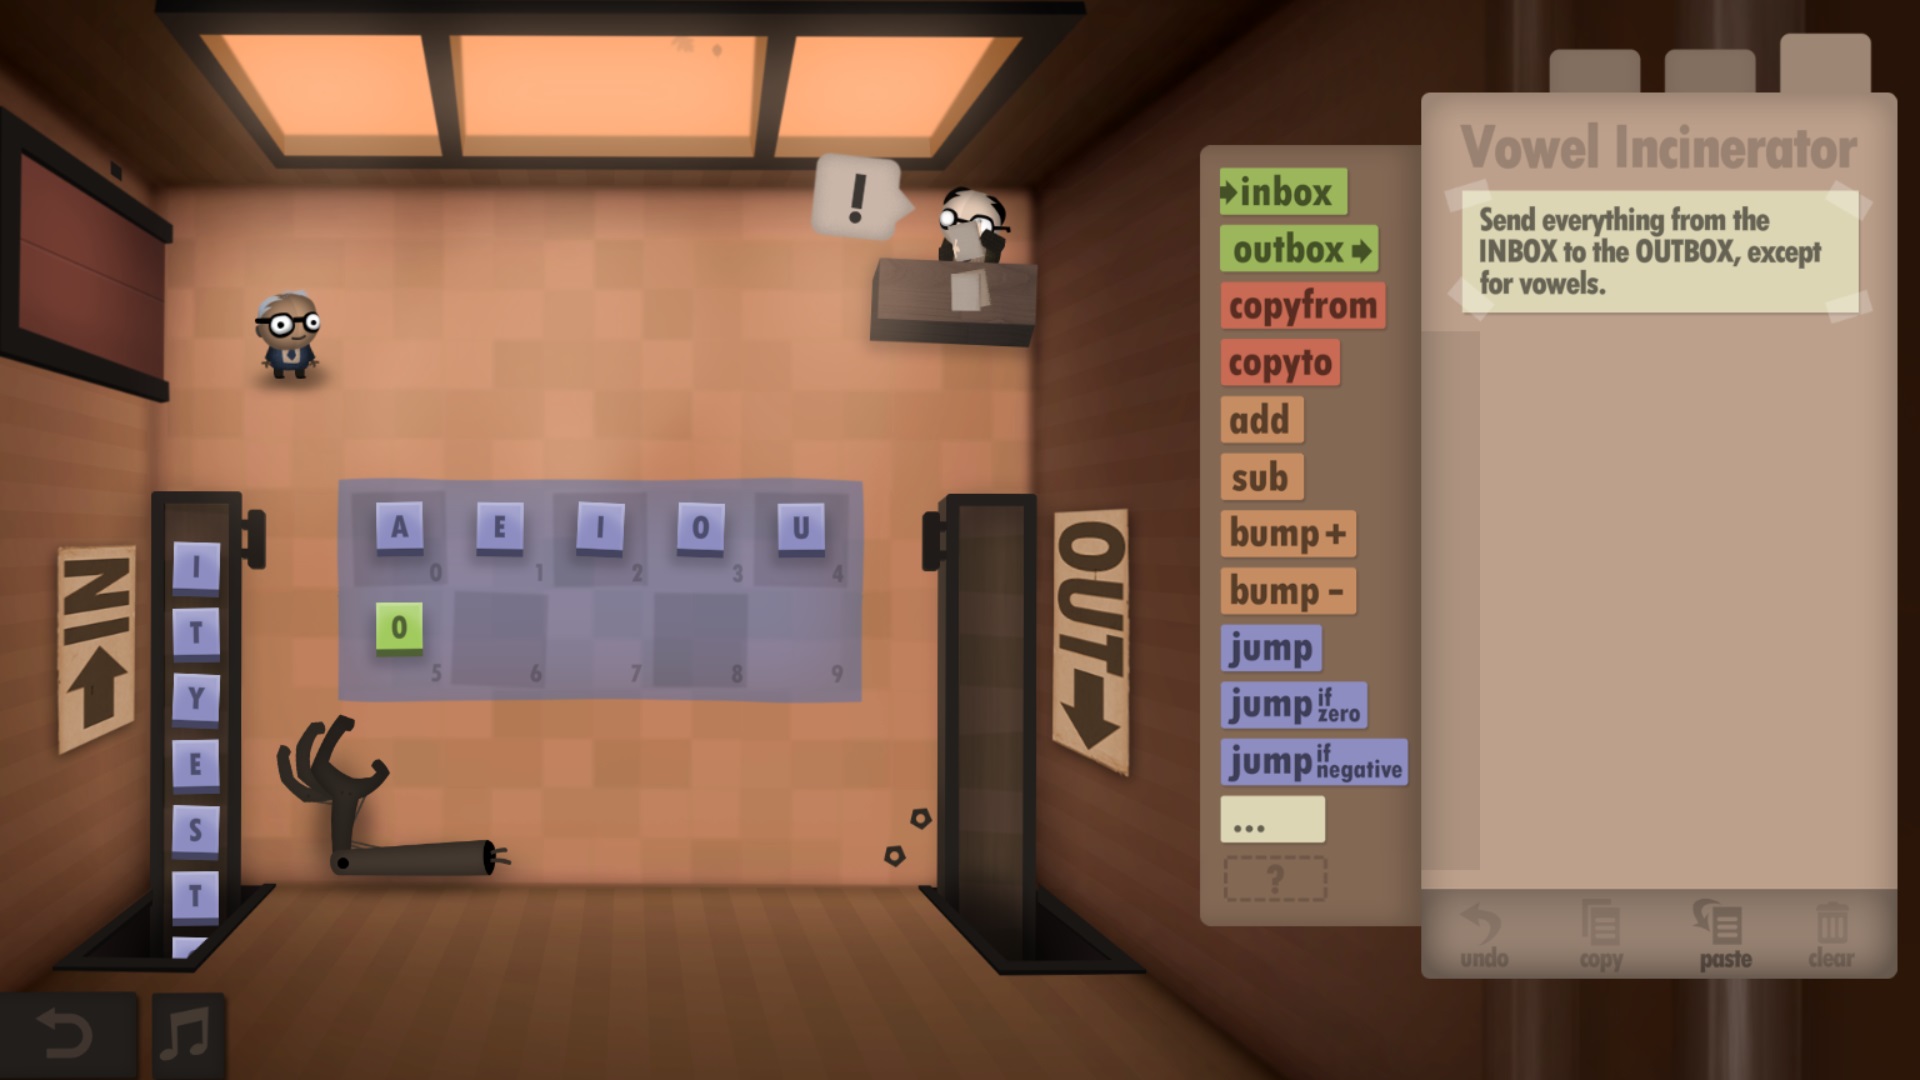 Vowel Incinerator
Send everything from the
INBOX to the OUTBOX, except
for vowels.
inbox
outbox
copyfrom
copyto
add
sub
bump +
bump -
jump
jump if zero
jump if negative
...
?
!
IN
I
T
Y
E
S
T
A E I O U
0 1 2 3 4
0
5 6 7 8 9
OUT
undo copy paste clear